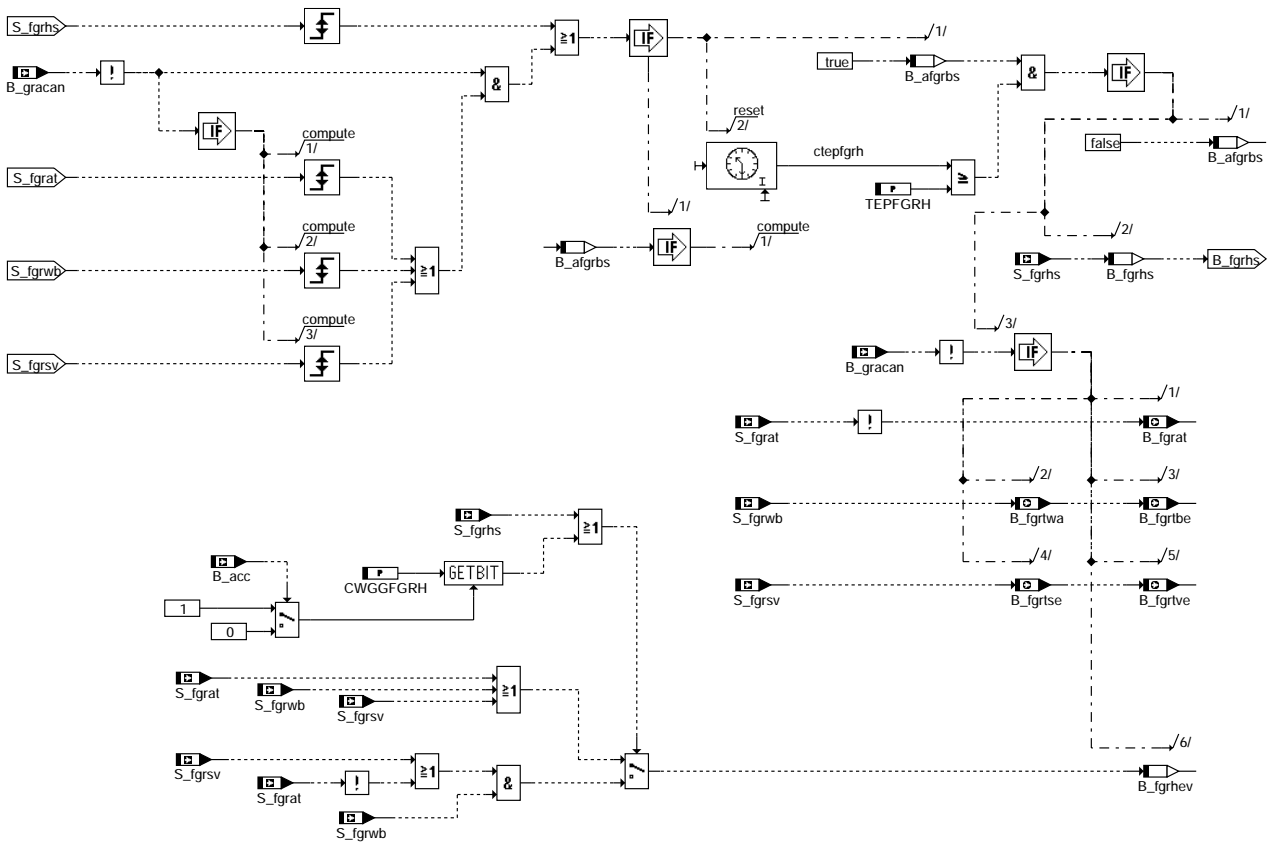 S_fgrhs
≥1
IF
/1/
true
B_afgrbs
&
IF
B_gracan
!
&
reset
2/
/1/
false
B_afgrbs
IF
compute
1/
S_fgrat
ctepfgrh
P
TEPFGRH
≥
/1/
/2/
compute
2/
S_fgrwb
≥1
B_afgrbs
IF
compute
1/
S_fgrhs
B_fgrhs
B_fgrhs
compute
3/
S_fgrsv
/3/
B_gracan
!
IF
/1/
S_fgrat
!
B_fgrat
/2/
/3/
S_fgrwb
B_fgrtwa
B_fgrtbe
S_fgrhs
≥1
/4/
/5/
B_acc
P
CWGGFGRH
GETBIT
S_fgrsv
B_fgrtse
B_fgrtve
1
0
S_fgrat
S_fgrwb
S_fgrsv
≥1
/6/
S_fgrsv
≥1
S_fgrat
!
&
S_fgrwb
B_fgrhev